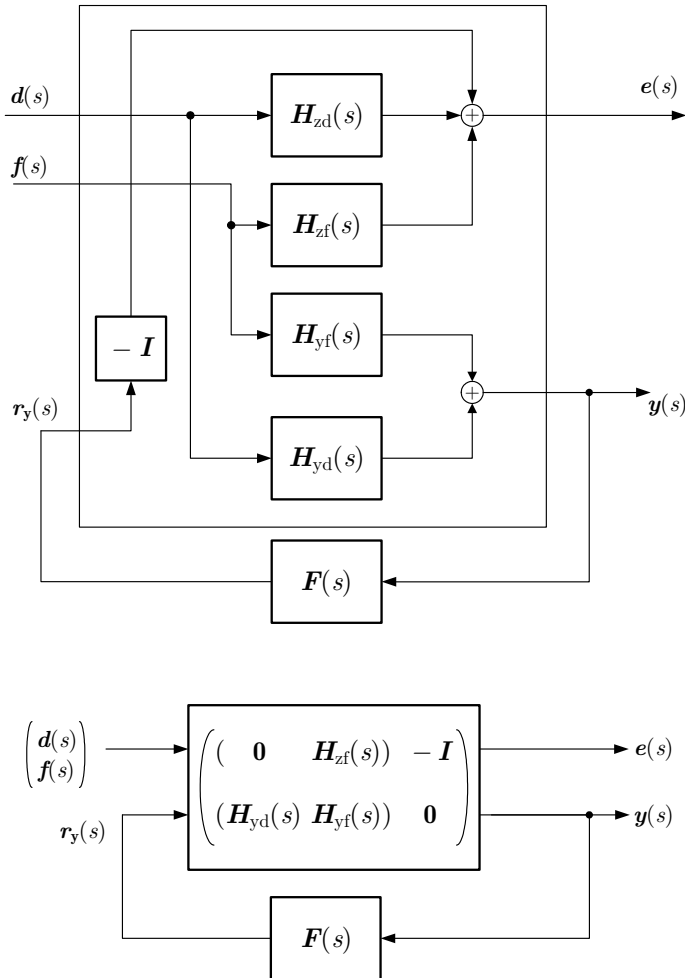 d(s)
H_zd(s)
+
e(s)
f(s)
H_zf(s)
H_yf(s)
− I
r_y(s)
+
y(s)
H_yd(s)
F(s)
(d(s)
f(s))
(( 0 H_zf(s)) − I
(H_yd(s) H_yf(s)) 0)
e(s)
r_y(s)
y(s)
F(s)